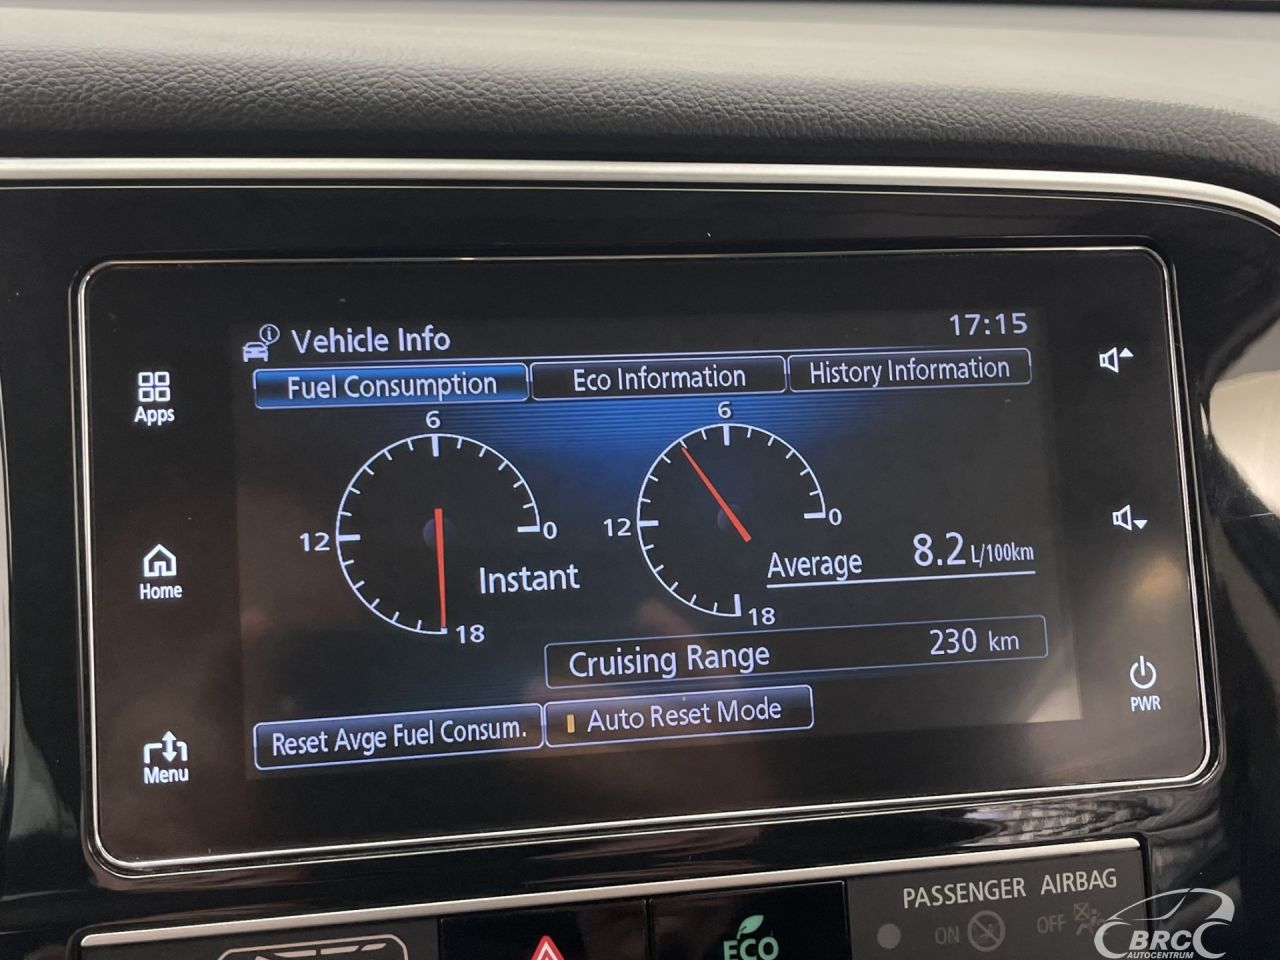 Vehicle Info
17:15
Fuel Consumption
Eco Information
History Information
Apps
6
6
12
0
12
0
Instant
Average
8.2 L/100km
18
18
Home
Cruising Range
230 km
PWR
Reset Avge Fuel Consum.
Auto Reset Mode
Menu
PASSENGER AIRBAG
ON
OFF
ECO
BRC
AUTOCENTRUM